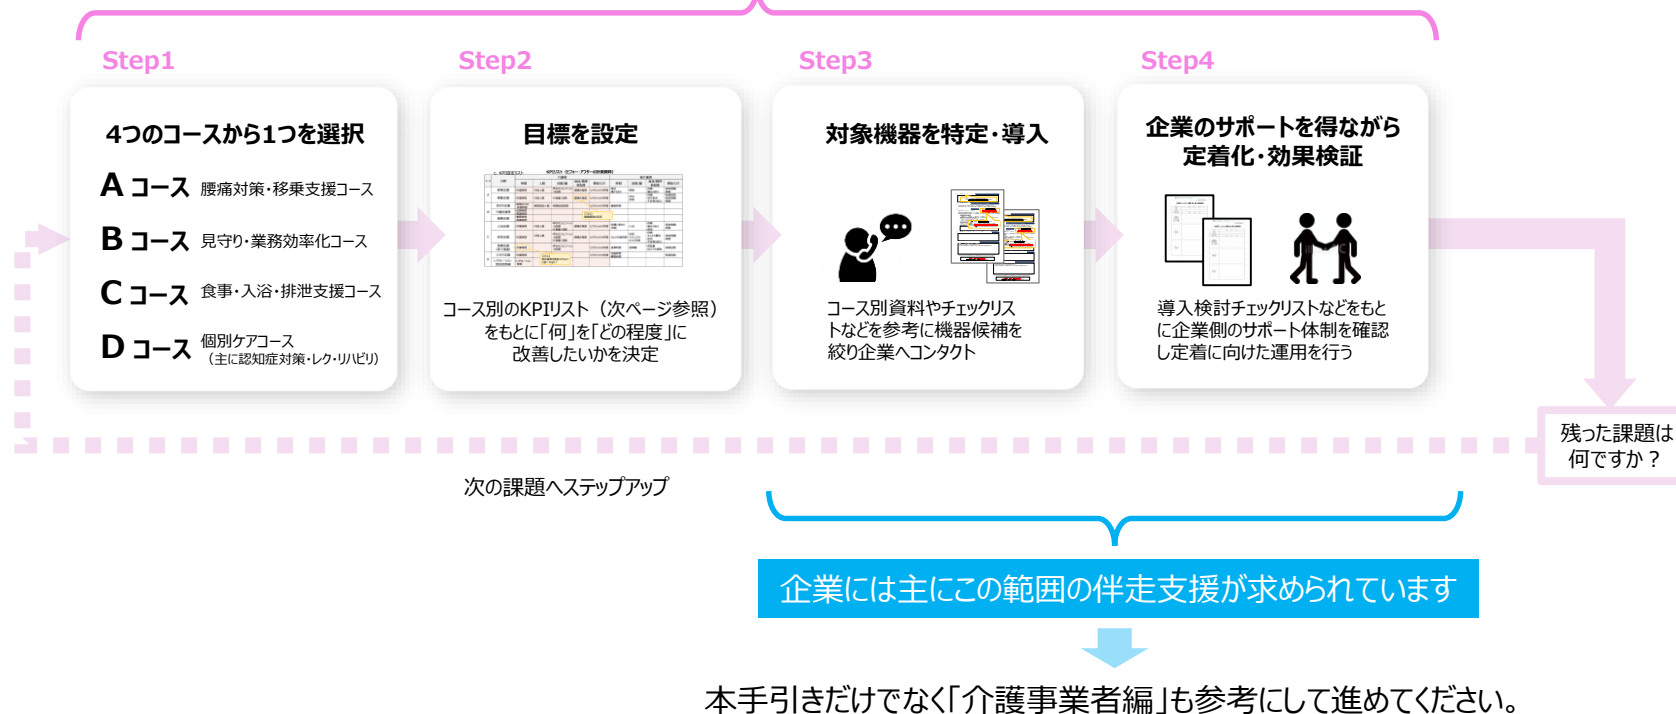 Step1
4つのコースから1つを選択
A コース 腰痛対策・移乗支援コース
B コース 見守り・業務効率化コース
C コース 食事・入浴・排泄支援コース
D コース 個別ケアコース
（主に認知症対策・レク・リハビリ）
Step2
目標を設定
コース別のKPIリスト（次ページ参照）
をもとに「何」を「どの程度」に
改善したいかを決定
Step3
対象機器を特定・導入
コース別資料やチェックリス
トなどを参考に機器候補を
絞り企業へコンタクト
Step4
企業のサポートを得ながら
定着化・効果検証
導入検討チェックリストなどをもと
に企業側のサポート体制を確認
し定着に向けた運用を行う
残った課題は
何ですか？
次の課題へステップアップ
企業には主にこの範囲の伴走支援が求められています
本手引きだけでなく「介護事業者編」も参考にして進めてください。